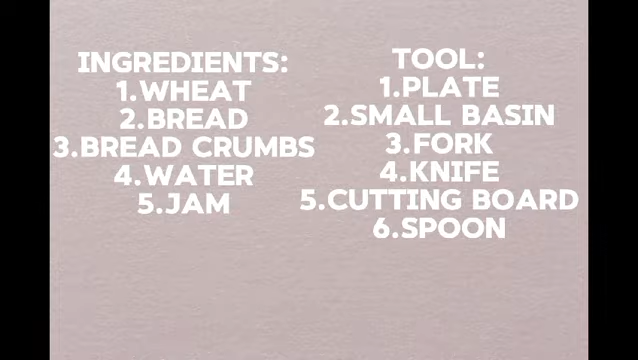 INGREDIENTS:
1.WHEAT
2.BREAD
3.BREAD CRUMBS
4.WATER
5.JAM
TOOL:
1.PLATE
2.SMALL BASIN
3.FORK
4.KNIFE
5.CUTTING BOARD
6.SPOON